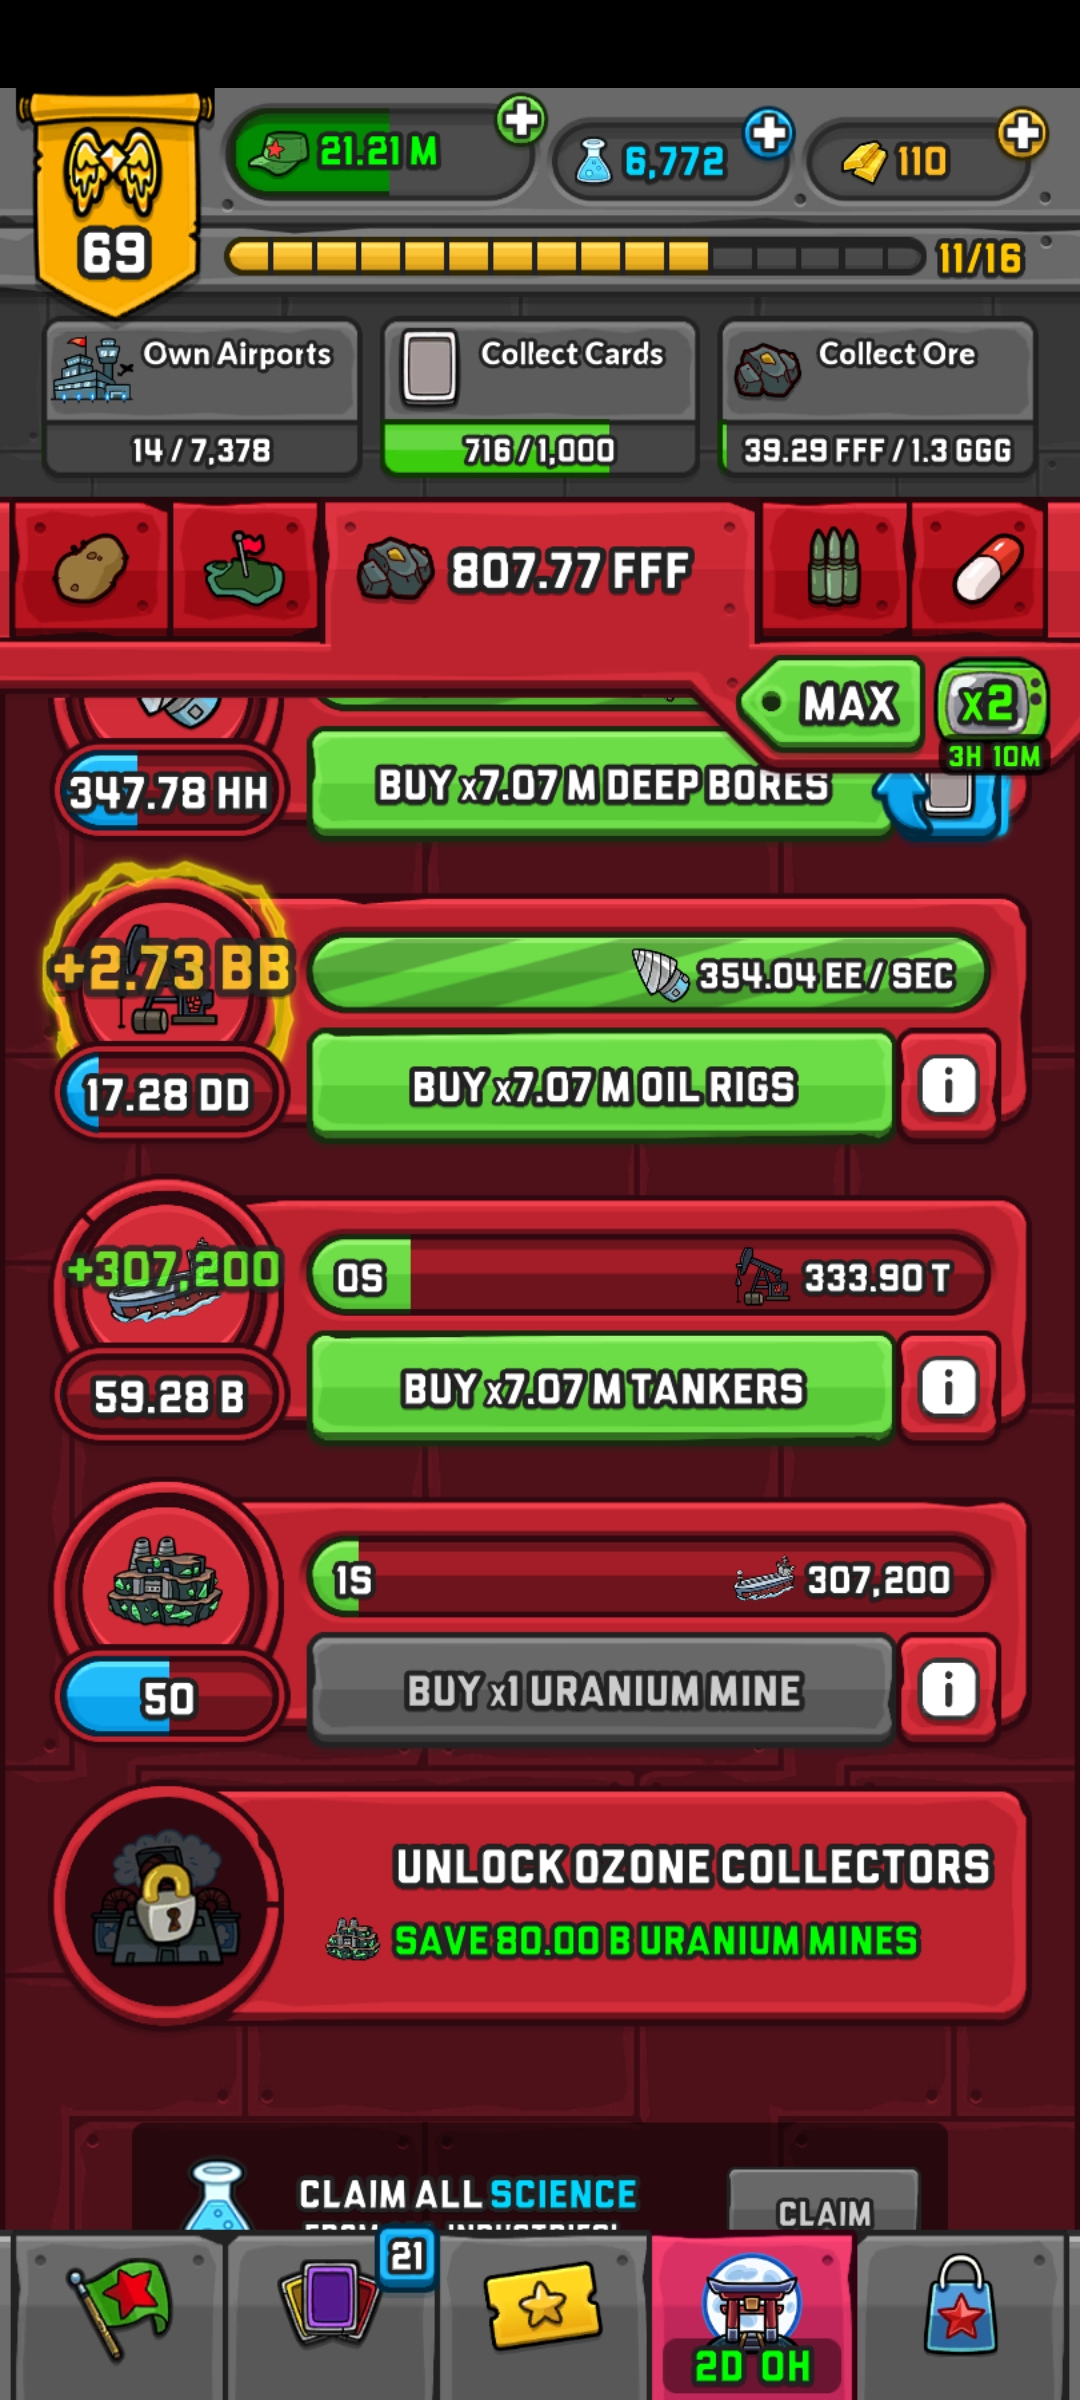 21.21 M
6,772
110
69
11/16
Own Airports
Collect Cards
Collect Ore
14 / 7,378
716 / 1,000
39.29 FFF / 1.3 GGG
807.77 FFF
MAX
x2
3H 10M
347.78 HH
BUY x7.07 M DEEP BORES
+2.73 BB
354.04 EE / SEC
17.28 DD
BUY x7.07 M OIL RIGS
i
+307,200
0S
333.90 T
59.28 B
BUY x7.07 M TANKERS
i
1S
307,200
50
BUY x1 URANIUM MINE
i
UNLOCK OZONE COLLECTORS
SAVE 80.00 B URANIUM MINES
CLAIM ALL SCIENCE
CLAIM
21
2D 0H